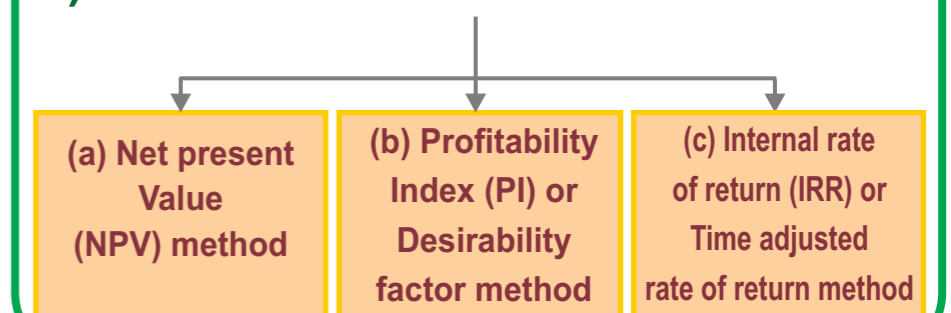 (a) Net present
Value
(NPV) method
(b) Profitability
Index (PI) or
Desirability
factor method
(c) Internal rate
of return (IRR) or
Time adjusted
rate of return method